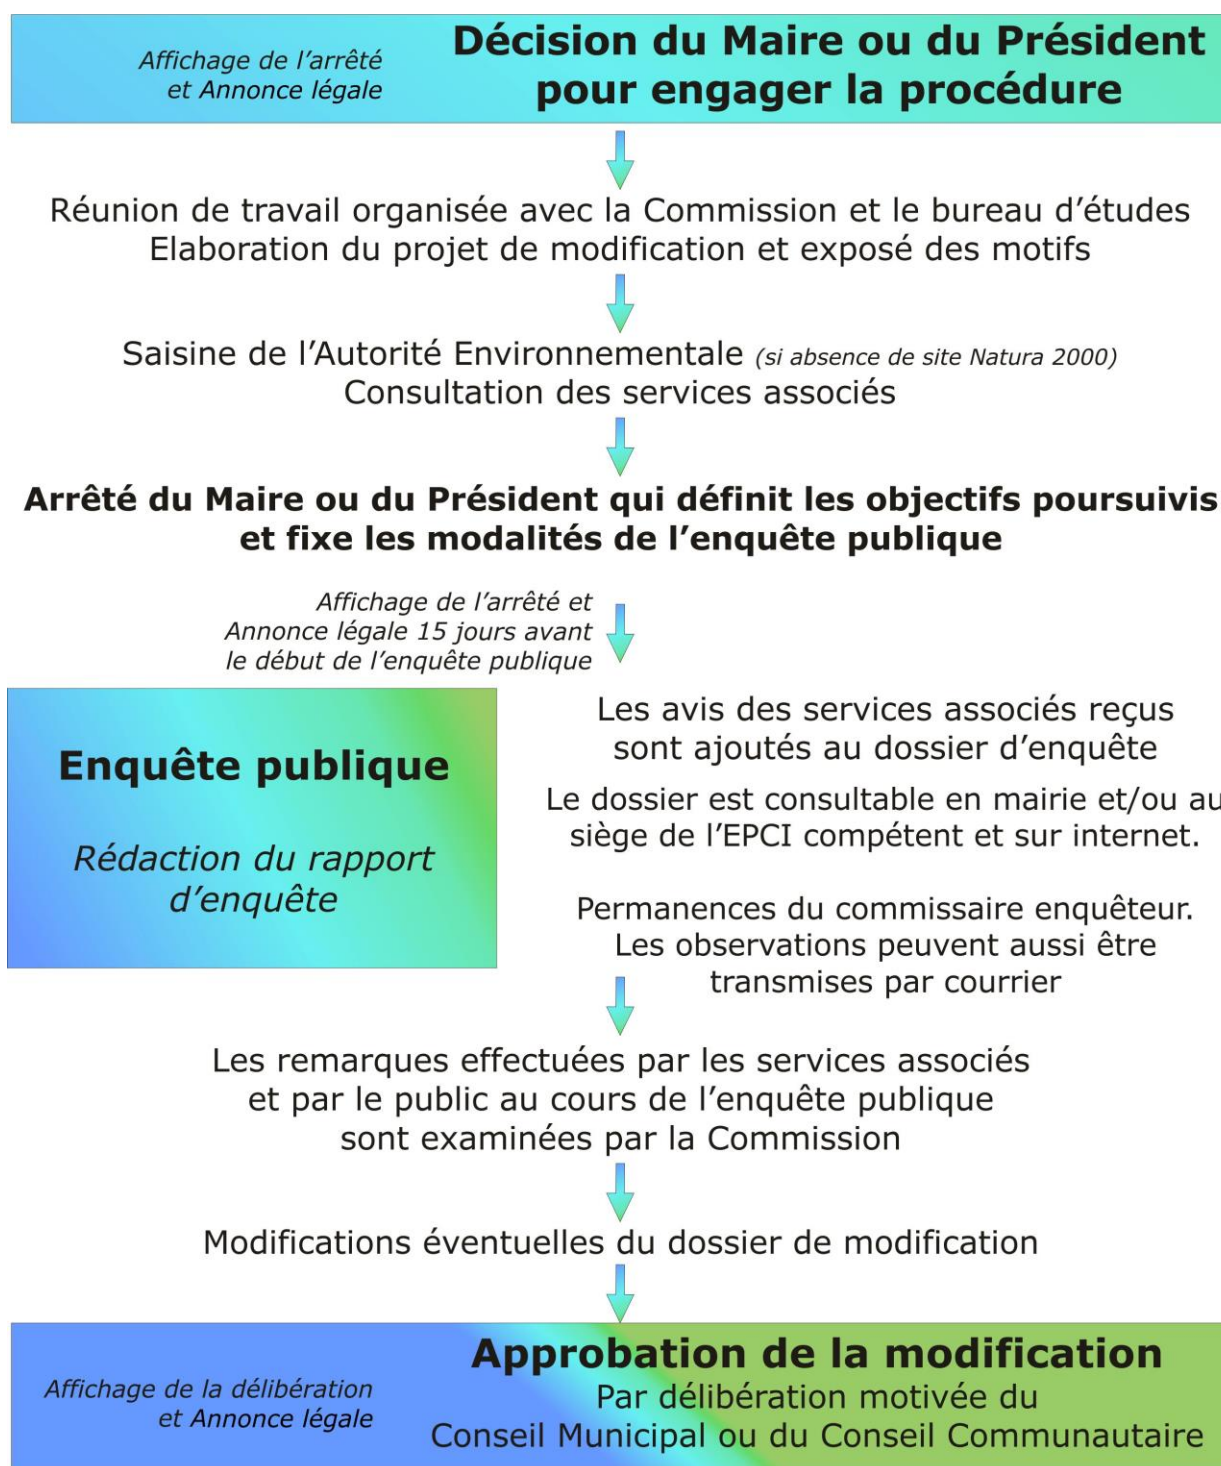 Affichage de l’arrêté
et Annonce légale
Décision du Maire ou du Président
pour engager la procédure
Réunion de travail organisée avec la Commission et le bureau d’études
Elaboration du projet de modification et exposé des motifs
Saisine de l’Autorité Environnementale (si absence de site Natura 2000)
Consultation des services associés
Arrêté du Maire ou du Président qui définit les objectifs poursuivis
et fixe les modalités de l’enquête publique
Affichage de l’arrêté et
Annonce légale 15 jours avant
le début de l’enquête publique
Enquête publique
Rédaction du rapport
d’enquête
Les avis des services associés reçus
sont ajoutés au dossier d’enquête
Le dossier est consultable en mairie et/ou au
siège de l’EPCI compétent et sur internet.
Permanences du commissaire enquêteur.
Les observations peuvent aussi être
transmises par courrier
Les remarques effectuées par les services associés
et par le public au cours de l’enquête publique
sont examinées par la Commission
Modifications éventuelles du dossier de modification
Affichage de la délibération
et Annonce légale
Approbation de la modification
Par délibération motivée du
Conseil Municipal ou du Conseil Communautaire